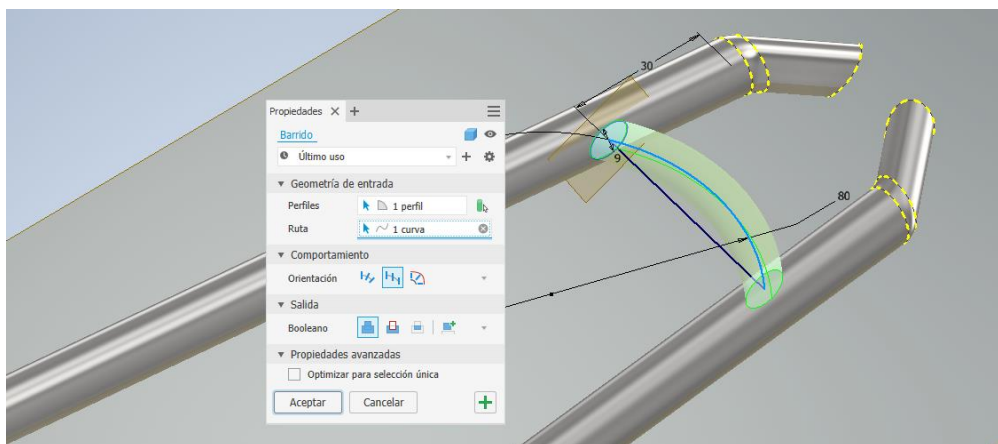 Propiedades × +
Barrido
Último uso
Geometría de entrada
Perfiles 1 perfil
Ruta 1 curva
Comportamiento
Orientación
Salida
Booleano
Propiedades avanzadas
Optimizar para selección única
Aceptar Cancelar
30
9
80